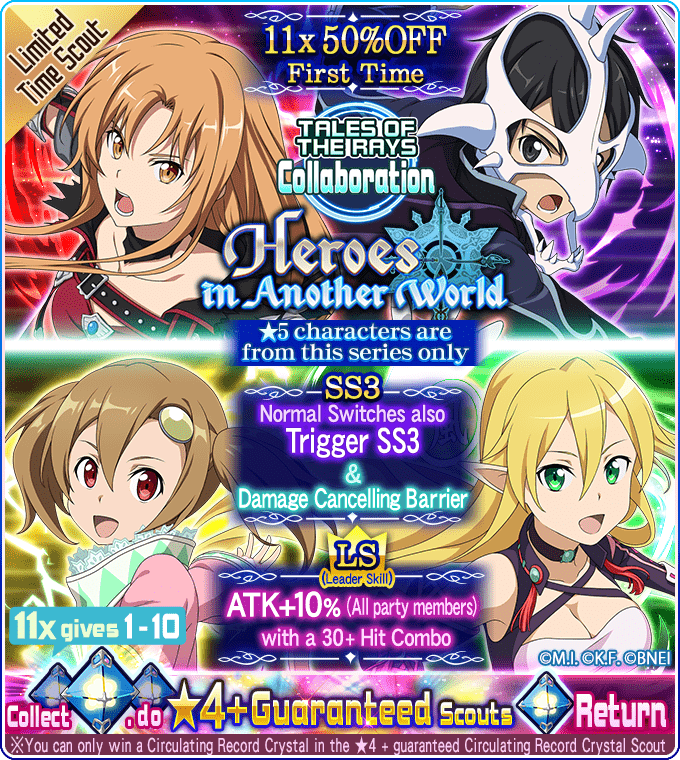 Limited
Time Scout
11x 50%OFF
First Time
TALES OF
THE RAYS
Collaboration
Heroes
in Another World
★5 characters are
from this series only
SS3
Normal Switches also
Trigger SS3
&
Damage Cancelling Barrier
LS
(Leader Skill)
ATK+10% (All party members)
with a 30+ Hit Combo
11x gives 1-10
©M.I. ©K.F. ©BNEI
Collect , do ★4+Guaranteed Scouts Return
※You can only win a Circulating Record Crystal in the ★4 + guaranteed Circulating Record Crystal Scout